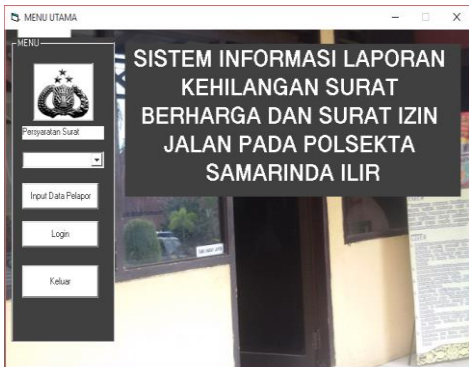 MENU UTAMA
MENU
SISTEM INFORMASI LAPORAN
KEHILANGAN SURAT
BERHARGA DAN SURAT IZIN
JALAN PADA POLSEKTA
SAMARINDA ILIR
Persyaratan Surat
Input Data Pelapor
Login
Keluar